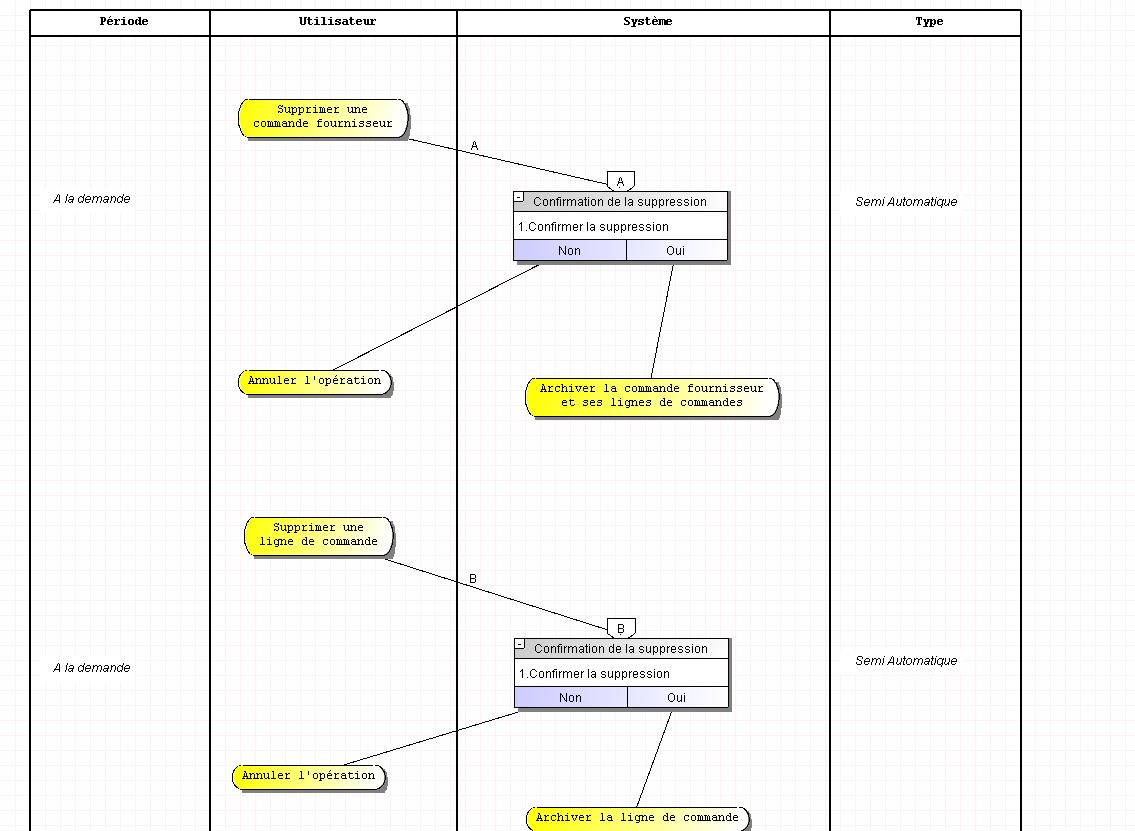 Période Utilisateur Système Type
Supprimer une
commande fournisseur
A
A
A la demande
Confirmation de la suppression
Semi Automatique
-
1.Confirmer la suppression
Non Oui
Annuler l'opération
Archiver la commande fournisseur
et ses lignes de commandes
Supprimer une
ligne de commande
B
B
-
Confirmation de la suppression
A la demande
Semi Automatique
1.Confirmer la suppression
Non Oui
Annuler l'opération
Archiver la ligne de commande